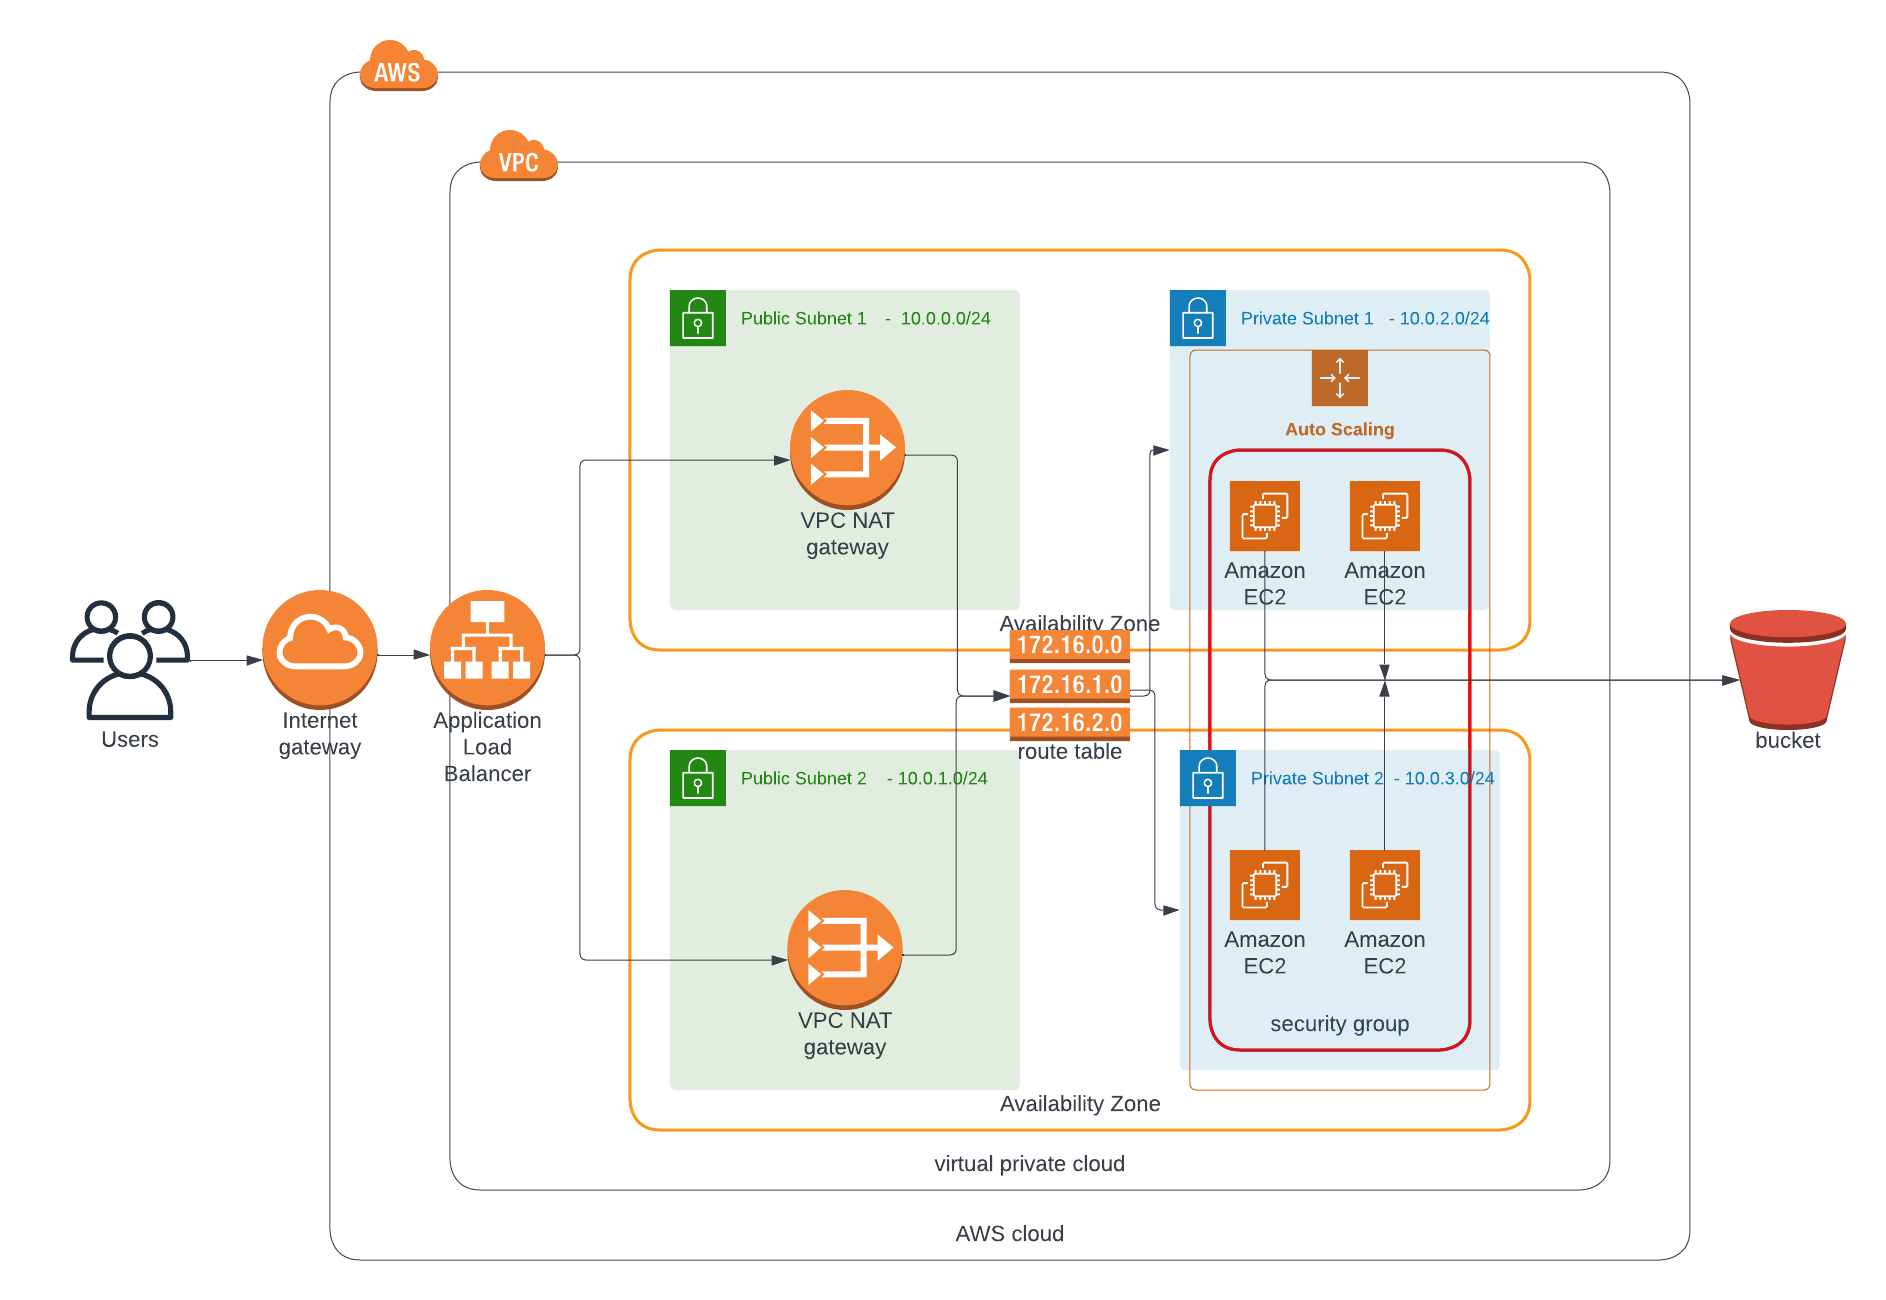 AWS
VPC
Public Subnet 1 - 10.0.0.0/24
Private Subnet 1 - 10.0.2.0/24
Auto Scaling
VPC NAT
gateway
Amazon
EC2
Amazon
EC2
Availability Zone
172.16.0.0
172.16.1.0
172.16.2.0
route table
Users
Internet
gateway
Application
Load
Balancer
bucket
Public Subnet 2 - 10.0.1.0/24
Private Subnet 2 - 10.0.3.0/24
Amazon
EC2
Amazon
EC2
VPC NAT
gateway
security group
Availability Zone
virtual private cloud
AWS cloud